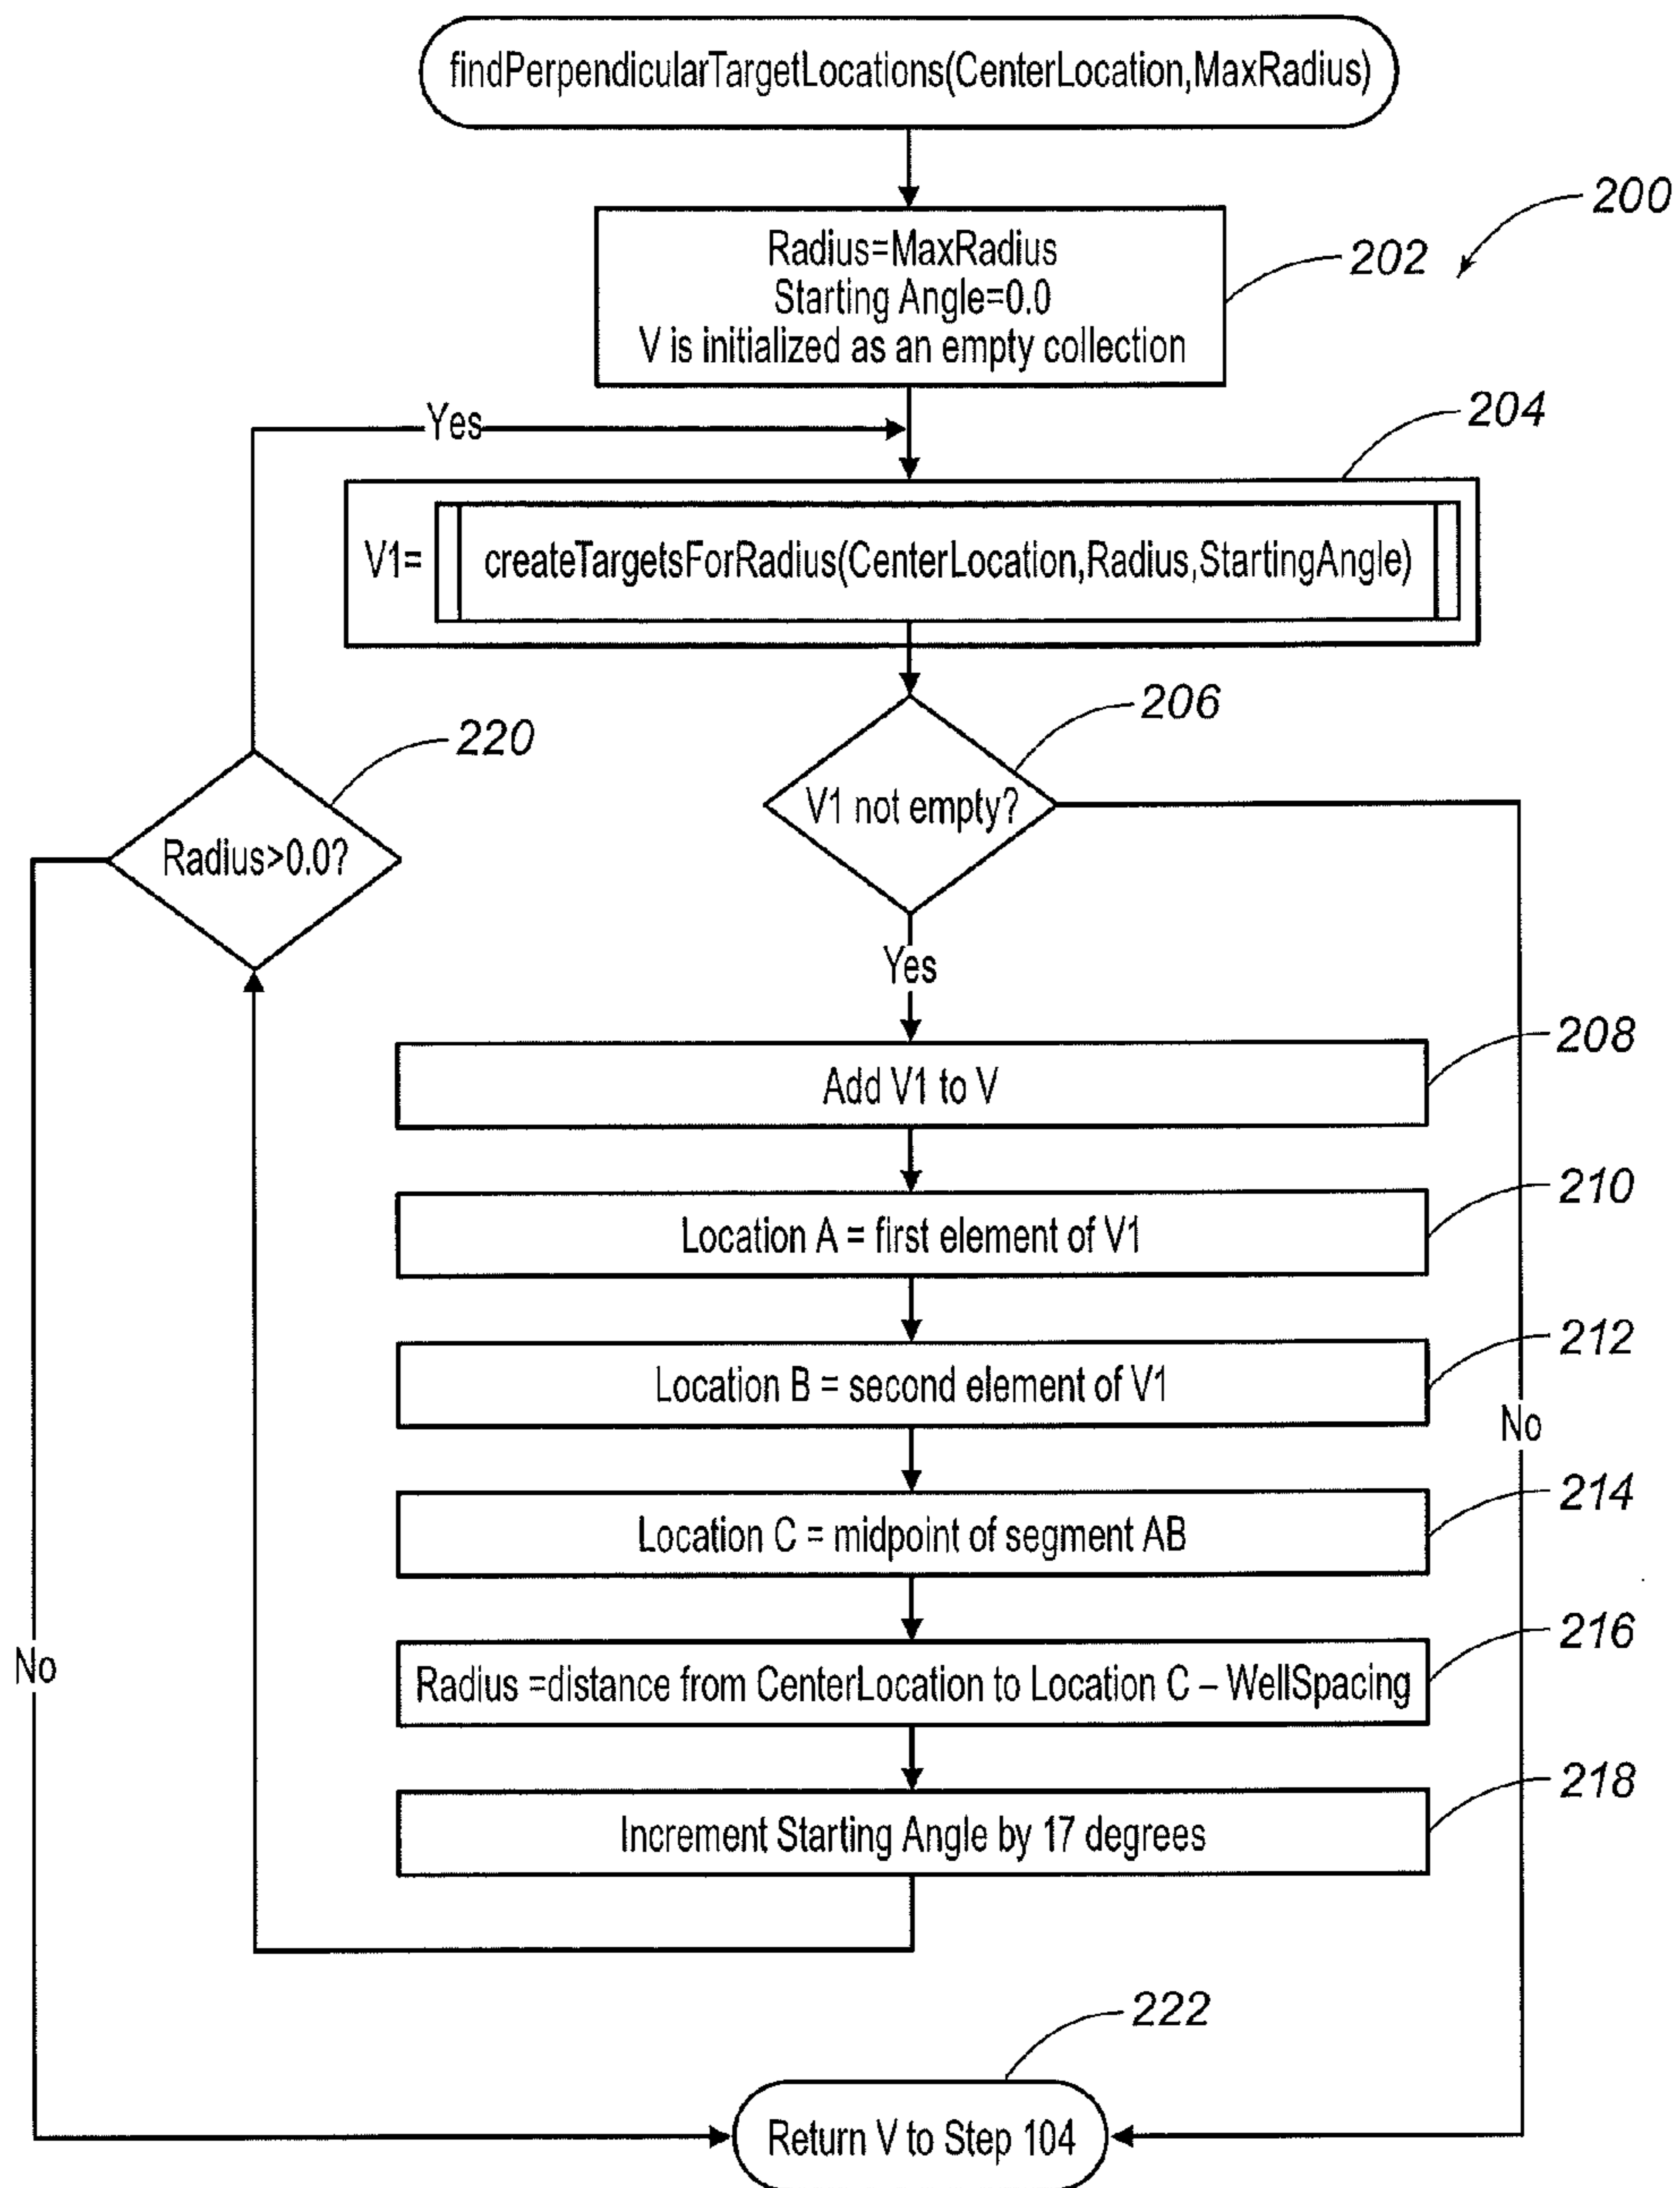 findPerpendicularTargetLocations(CenterLocation,MaxRadius)
200
Radius=MaxRadius
Starting Angle=0.0
V is initialized as an empty collection
202
Yes
204
V1=
createTargetsForRadius(CenterLocation,Radius,StartingAngle)
206
V1 not empty?
220
Radius>0.0?
Yes
208
Add V1 to V
210
Location A = first element of V1
212
Location B = second element of V1
No
214
Location C = midpoint of segment AB
216
Radius =distance from CenterLocation to Location C – WellSpacing
No
218
Increment Starting Angle by 17 degrees
222
Return V to Step 104